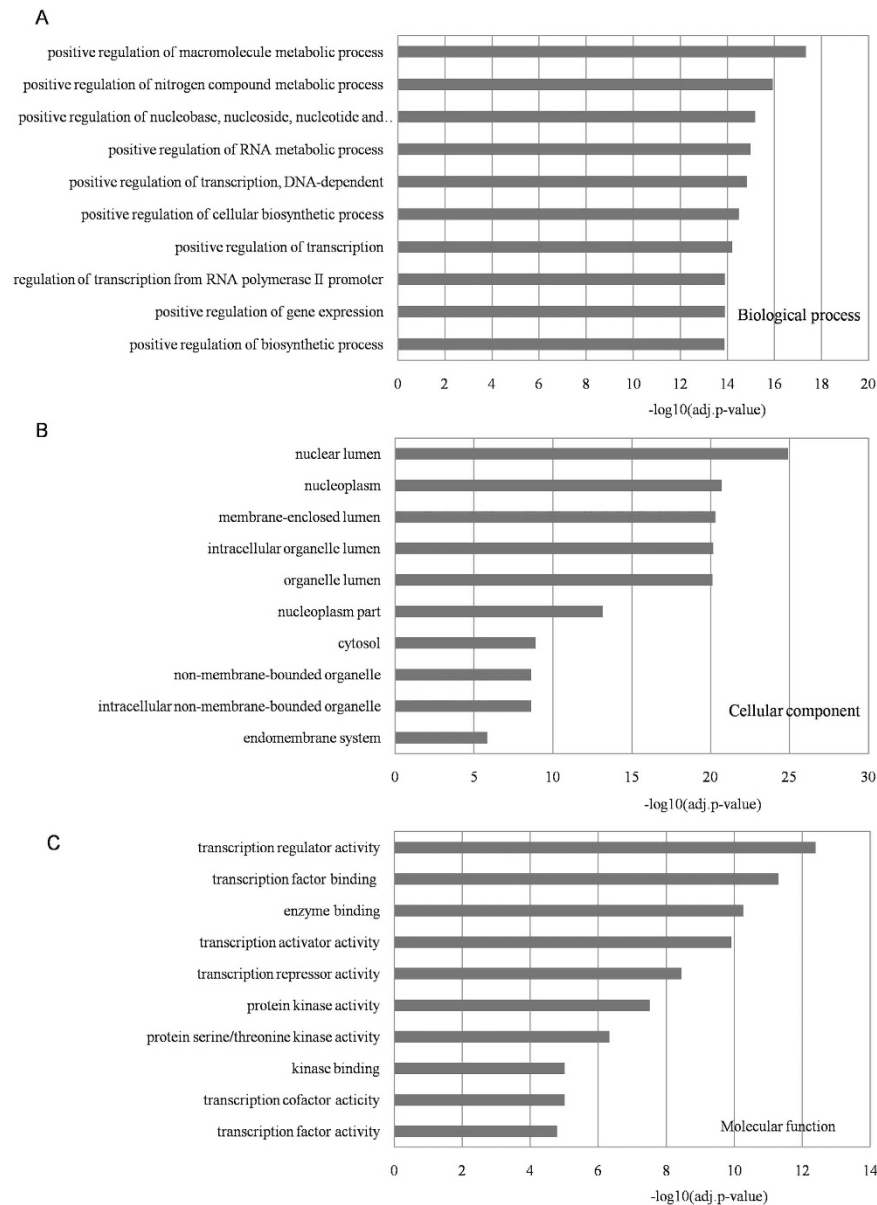 A
positive regulation of macromolecule metabolic process
positive regulation of nitrogen compound metabolic process
positive regulation of nucleobase, nucleoside, nucleotide and..
positive regulation of RNA metabolic process
positive regulation of transcription, DNA-dependent
positive regulation of cellular biosynthetic process
positive regulation of transcription
regulation of transcription from RNA polymerase II promoter
positive regulation of gene expression
Biological process
positive regulation of biosynthetic process
0 2 4 6 8 10 12 14 16 18 20
-log10(adj.p-value)
B
nuclear lumen
nucleoplasm
membrane-enclosed lumen
intracellular organelle lumen
organelle lumen
nucleoplasm part
cytosol
non-membrane-bounded organelle
intracellular non-membrane-bounded organelle
Cellular component
endomembrane system
0 5 10 15 20 25 30
-log10(adj.p-value)
C
transcription regulator activity
transcription factor binding
enzyme binding
transcription activator activity
transcription repressor activity
protein kinase activity
protein serine/threonine kinase activity
kinase binding
transcription cofactor acticity
transcription factor activity
Molecular function
0 2 4 6 8 10 12 14
-log10(adj.p-value)